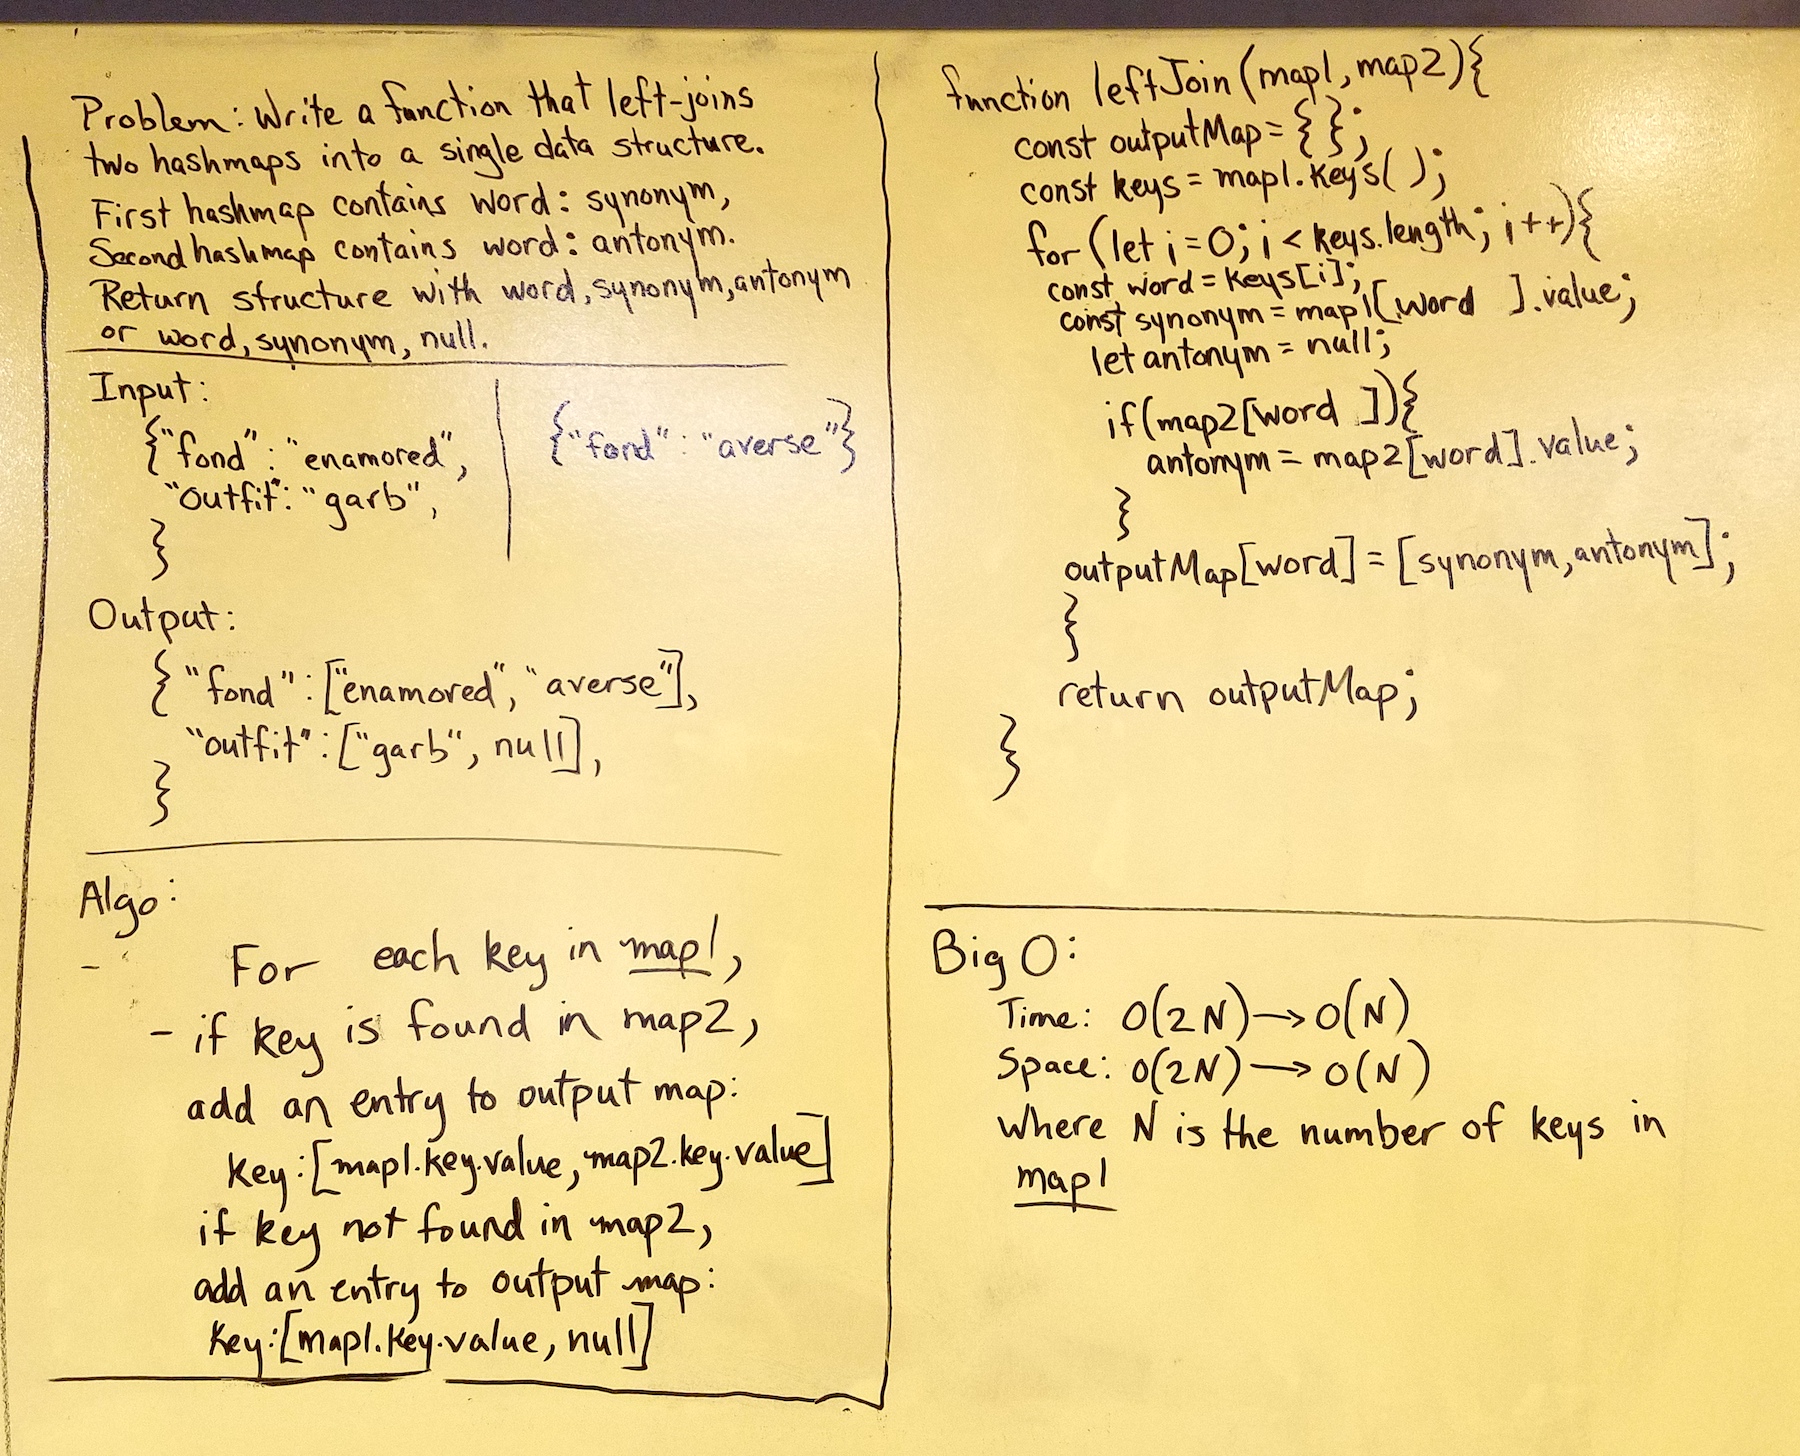 Problem: Write a function that left-joins
two hashmaps into a single data structure.
First hashmap contains word: synonym,
Second hashmap contains word: antonym.
Return structure with word, synonym, antonym
or word, synonym, null.
Input:
{"fond": "enamored",
"outfit": "garb",
}
{"fond": "averse"}
Output:
{ "fond": ["enamored", "averse"],
"outfit": ["garb", null],
}
Algo:
- For each key in map1,
- if key is found in map2,
add an entry to output map:
key:[map1.key.value, map2.key.value]
if key not found in map2,
add an entry to output map:
key:[map1.key.value, null]
function leftJoin(map1, map2){
const outputMap = {};
const keys = map1.keys( );
for (let i = 0; i < keys.length; i++){
const word = keys[i];
const synonym = map1[word ].value;
let antonym = null;
if(map2[word ]){
antonym = map2[word].value;
}
outputMap[word] = [synonym, antonym];
}
return outputMap;
}
Big O:
Time: O(2N) → O(N)
Space: O(2N) → O(N)
where N is the number of keys in
map1